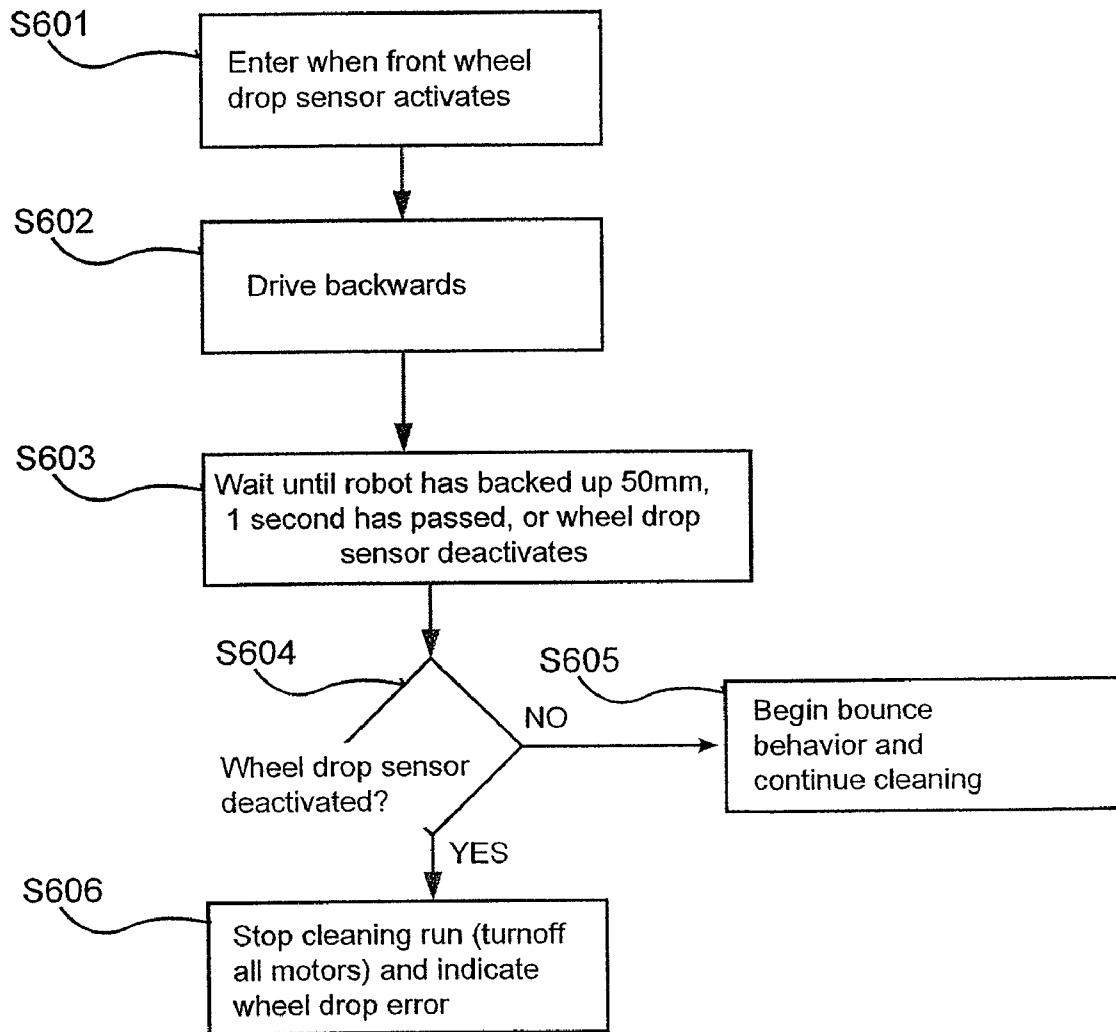 S601
Enter when front wheel
drop sensor activates
S602
Drive backwards
S603
Wait until robot has backed up 50mm,
1 second has passed, or wheel drop
sensor deactivates
S604
Wheel drop sensor
deactivated?
NO
S605
Begin bounce
behavior and
continue cleaning
YES
S606
Stop cleaning run (turnoff
all motors) and indicate
wheel drop error